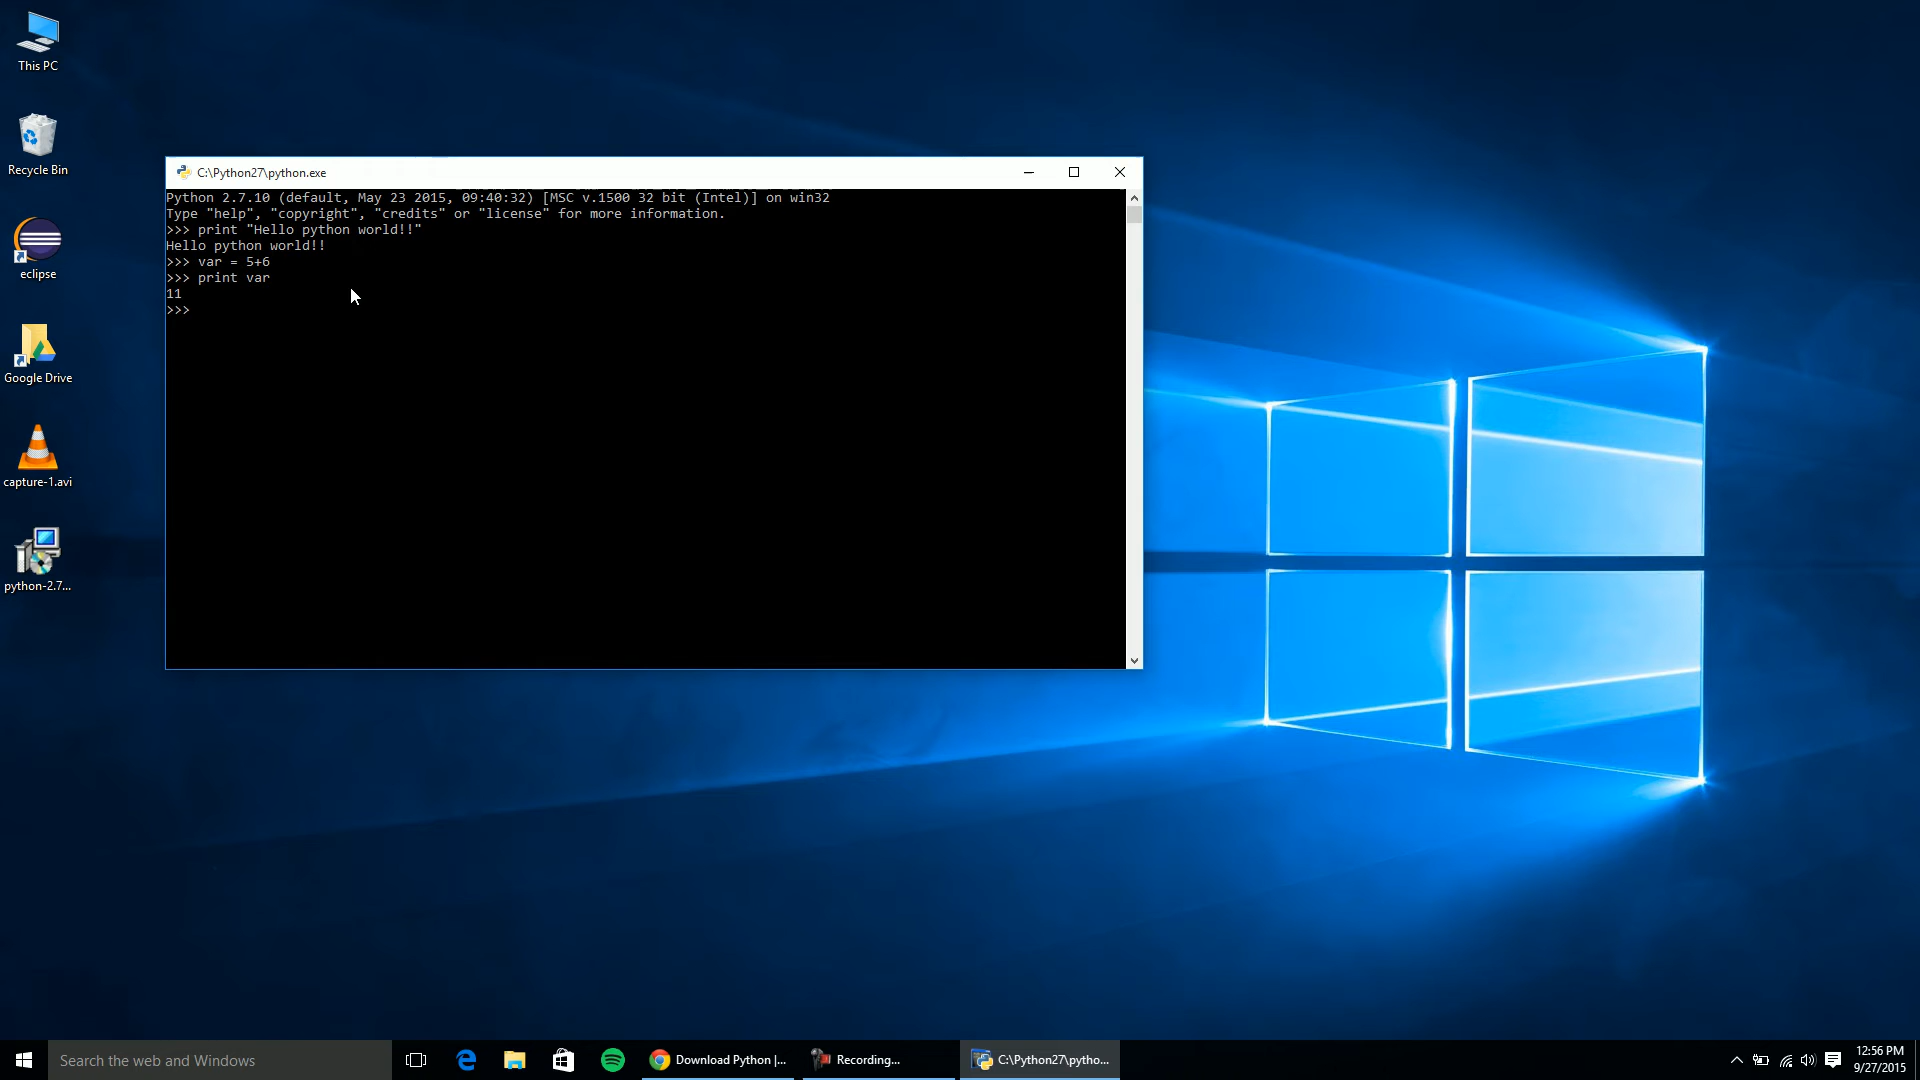 This PC
Recycle Bin
eclipse
Google Drive
capture-1.avi
python-2.7...
C:\Python27\python.exe
Python 2.7.10 (default, May 23 2015, 09:40:32) [MSC v.1500 32 bit (Intel)] on win32
Type "help", "copyright", "credits" or "license" for more information.
>>> print "Hello python world!!"
Hello python world!!
>>> var = 5+6
>>> print var
11
>>>
Search the web and Windows
Download Python |...
Recording...
C:\Python27\pytho...
12:56 PM
9/27/2015